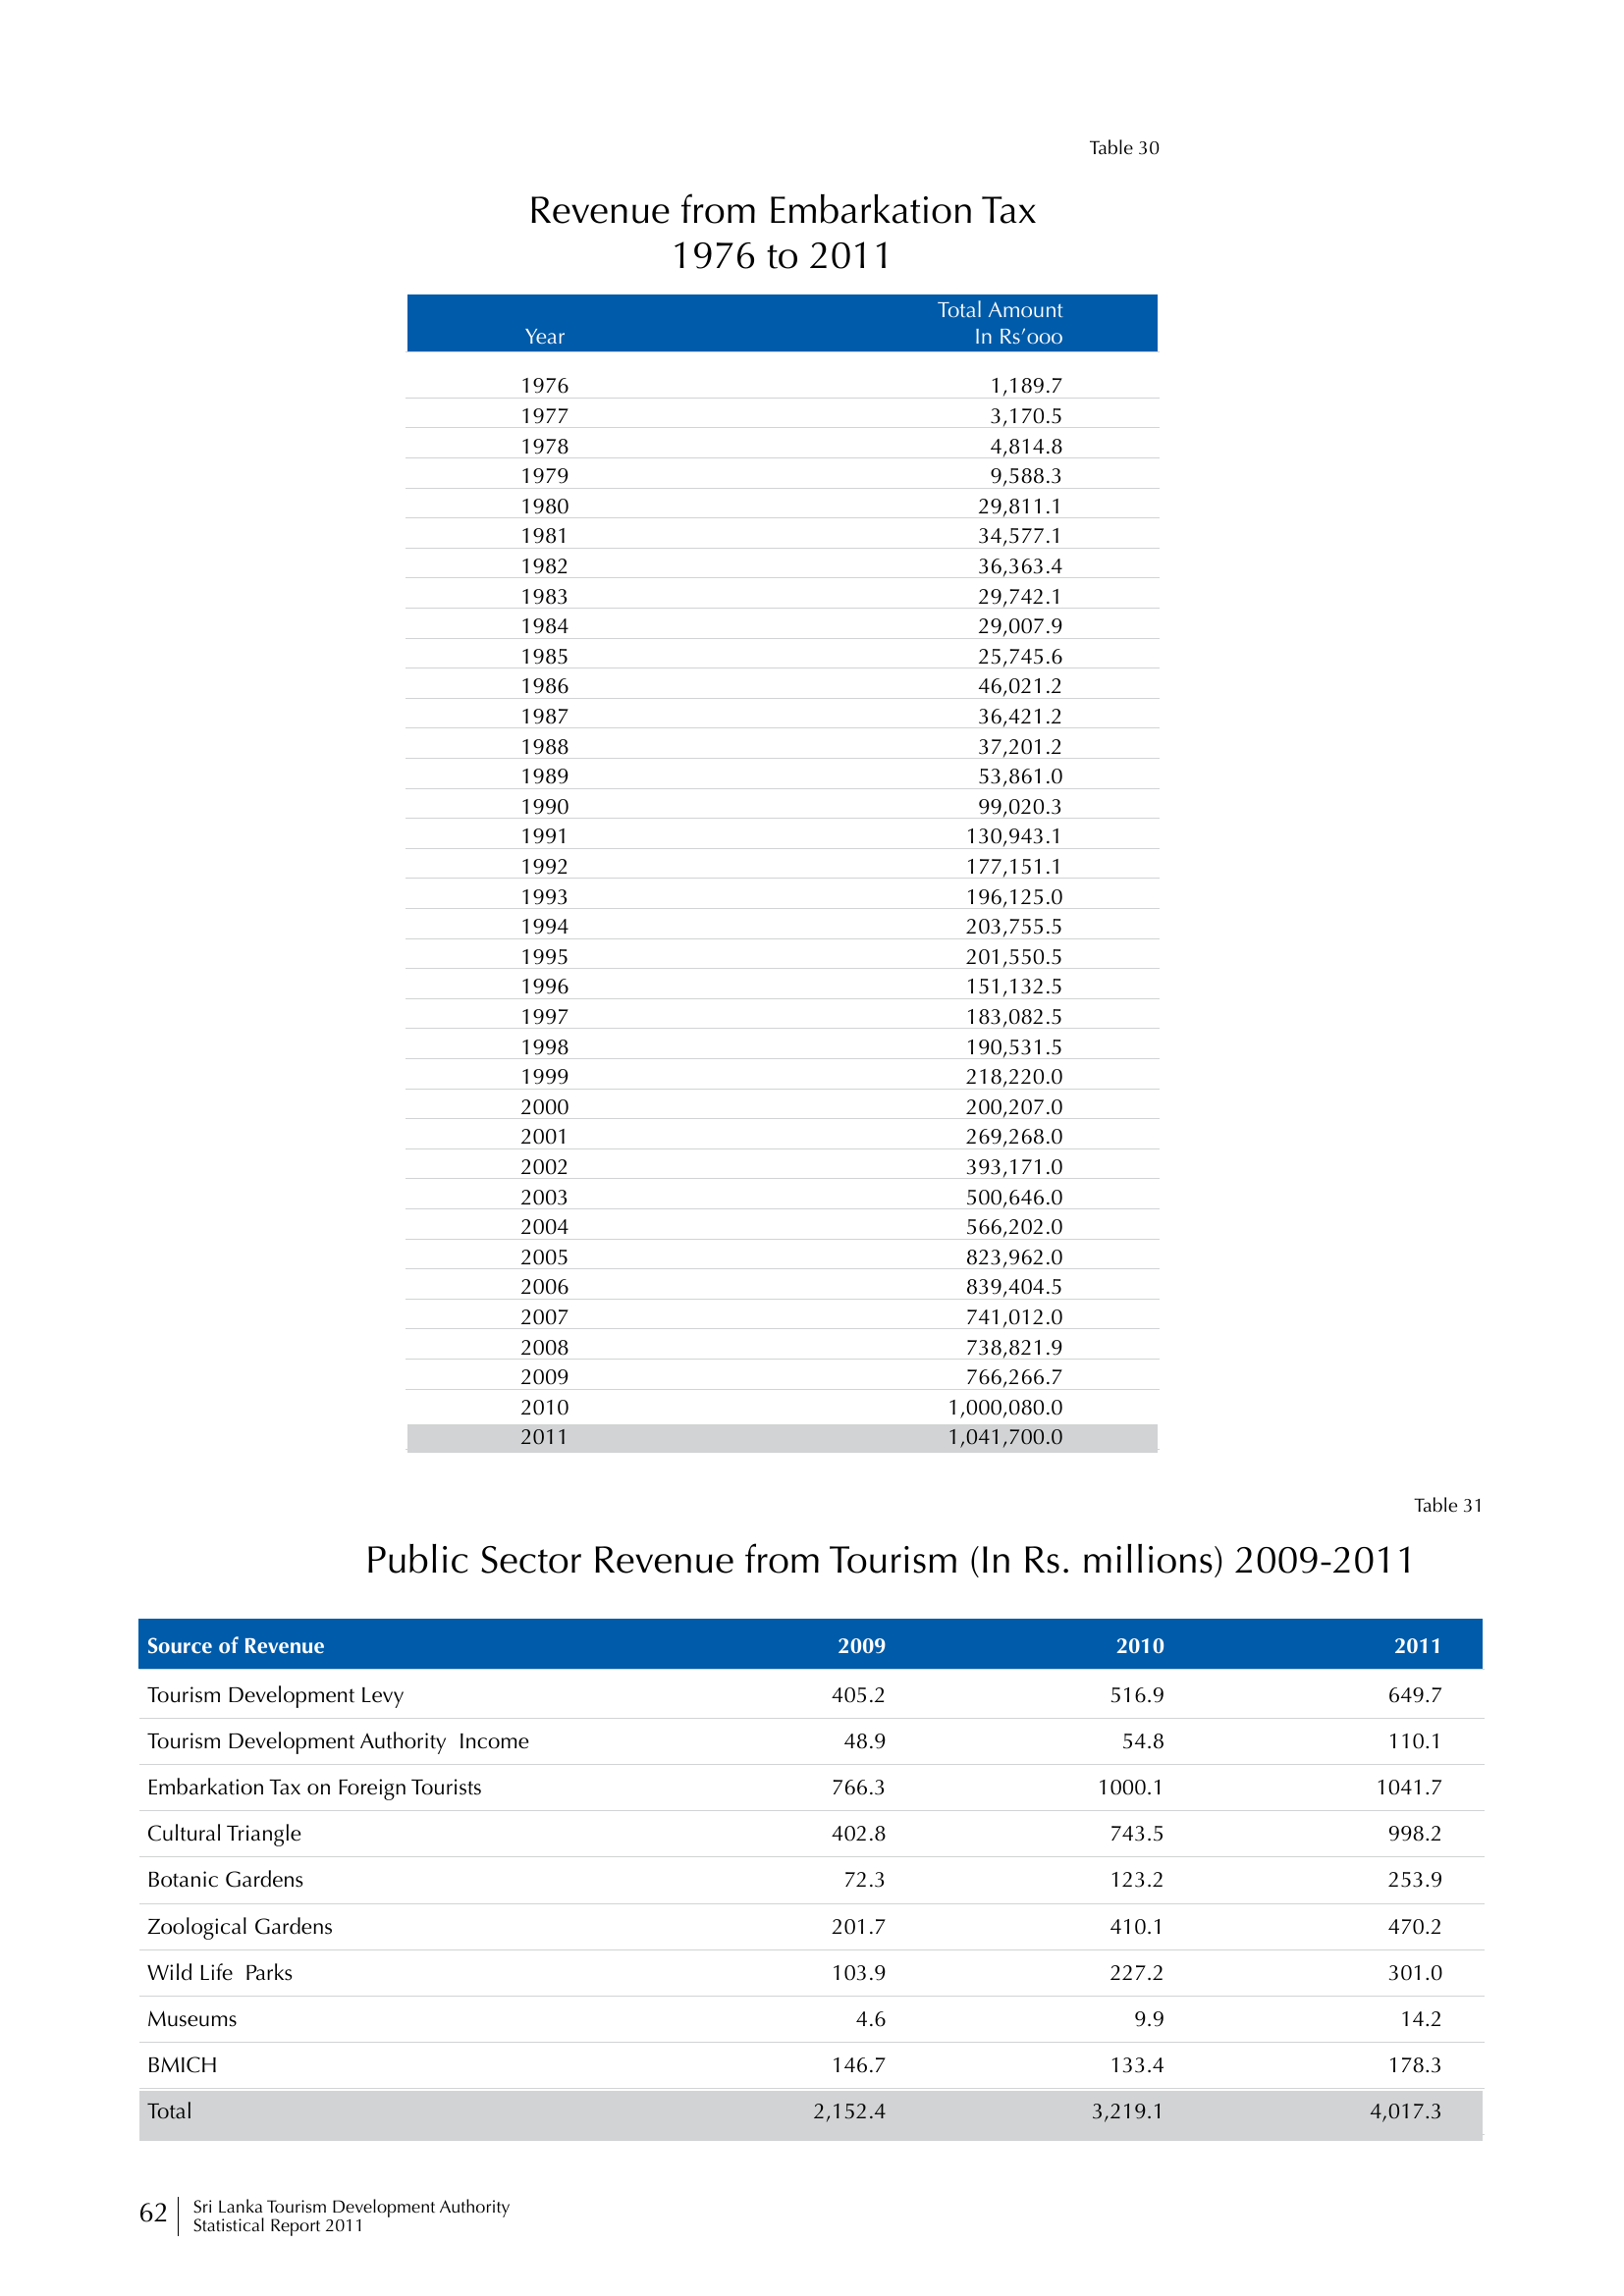 Table 30
Revenue from Embarkation Tax
1976 to 2011
Total Amount
Year In Rs’ooo
1976 1,189.7
1977 3,170.5
1978 4,814.8
1979 9,588.3
1980 29,811.1
1981 34,577.1
1982 36,363.4
1983 29,742.1
1984 29,007.9
1985 25,745.6
1986 46,021.2
1987 36,421.2
1988 37,201.2
1989 53,861.0
1990 99,020.3
1991 130,943.1
1992 177,151.1
1993 196,125.0
1994 203,755.5
1995 201,550.5
1996 151,132.5
1997 183,082.5
1998 190,531.5
1999 218,220.0
2000 200,207.0
2001 269,268.0
2002 393,171.0
2003 500,646.0
2004 566,202.0
2005 823,962.0
2006 839,404.5
2007 741,012.0
2008 738,821.9
2009 766,266.7
2010 1,000,080.0
2011 1,041,700.0
Table 31
Public Sector Revenue from Tourism (In Rs. millions) 2009-2011
Source of Revenue 2009 2010 2011
Tourism Development Levy 405.2 516.9 649.7
Tourism Development Authority Income 48.9 54.8 110.1
Embarkation Tax on Foreign Tourists 766.3 1000.1 1041.7
Cultural Triangle 402.8 743.5 998.2
Botanic Gardens 72.3 123.2 253.9
Zoological Gardens 201.7 410.1 470.2
Wild Life Parks 103.9 227.2 301.0
Museums 4.6 9.9 14.2
BMICH 146.7 133.4 178.3
Total 2,152.4 3,219.1 4,017.3
62 Sri Lanka Tourism Development Authority
Statistical Report 2011